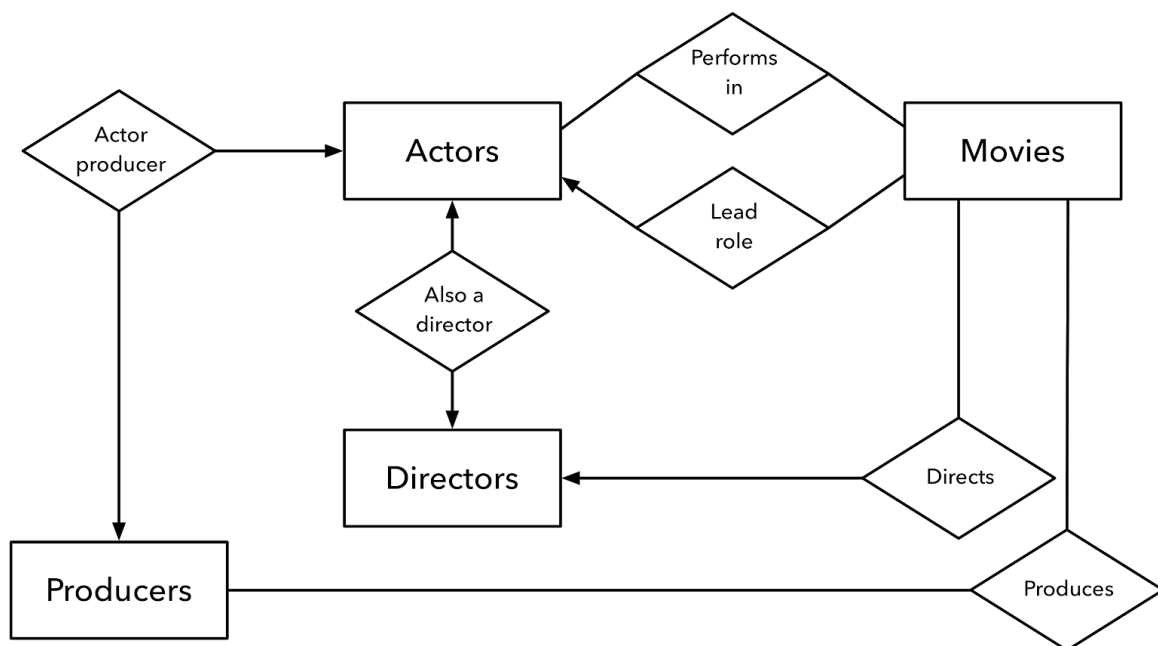 Performs
in
Actor
producer
Actors
Movies
Lead
role
Also a
director
Directors
Directs
Producers
Produces